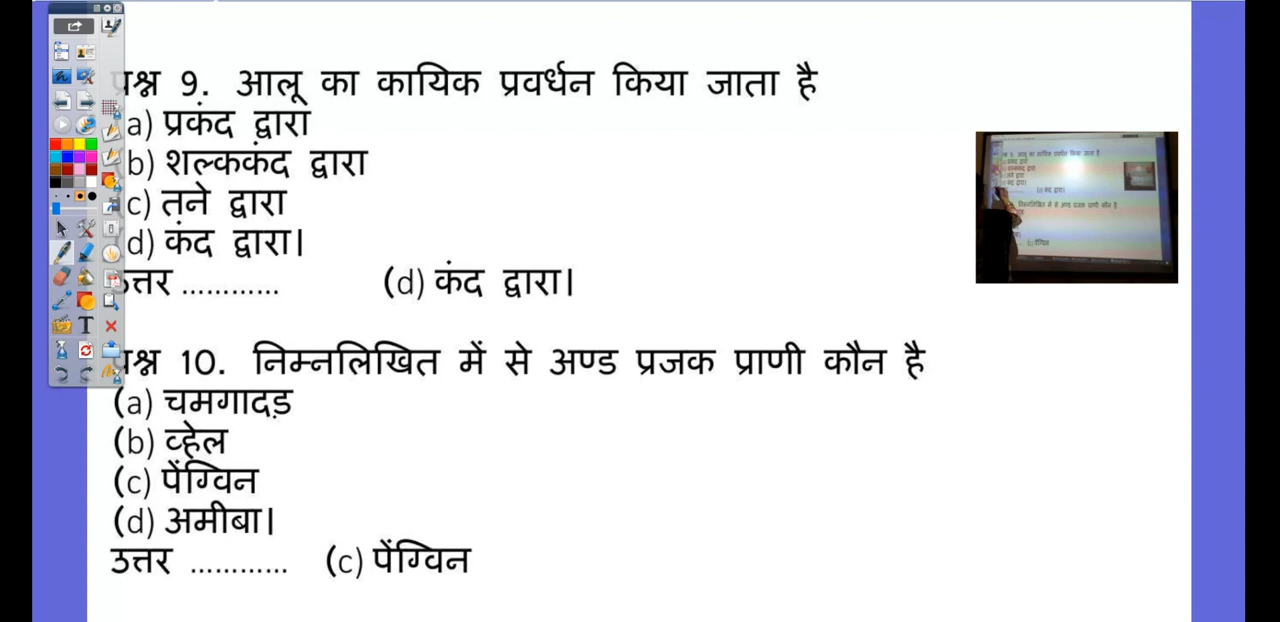 प्रश्न 9. आलू का कायिक प्रवर्धन किया जाता है
a) प्रकंद द्वारा
b) शल्ककंद द्वारा
c) तने द्वारा
d) कंद द्वारा।
उत्तर ............ (d) कंद द्वारा।
प्रश्न 10. निम्नलिखित में से अण्ड प्रजक प्राणी कौन है
(a) चमगादड़
(b) व्हेल
(c) पेंग्विन
(d) अमीबा।
उत्तर ............ (c) पेंग्विन